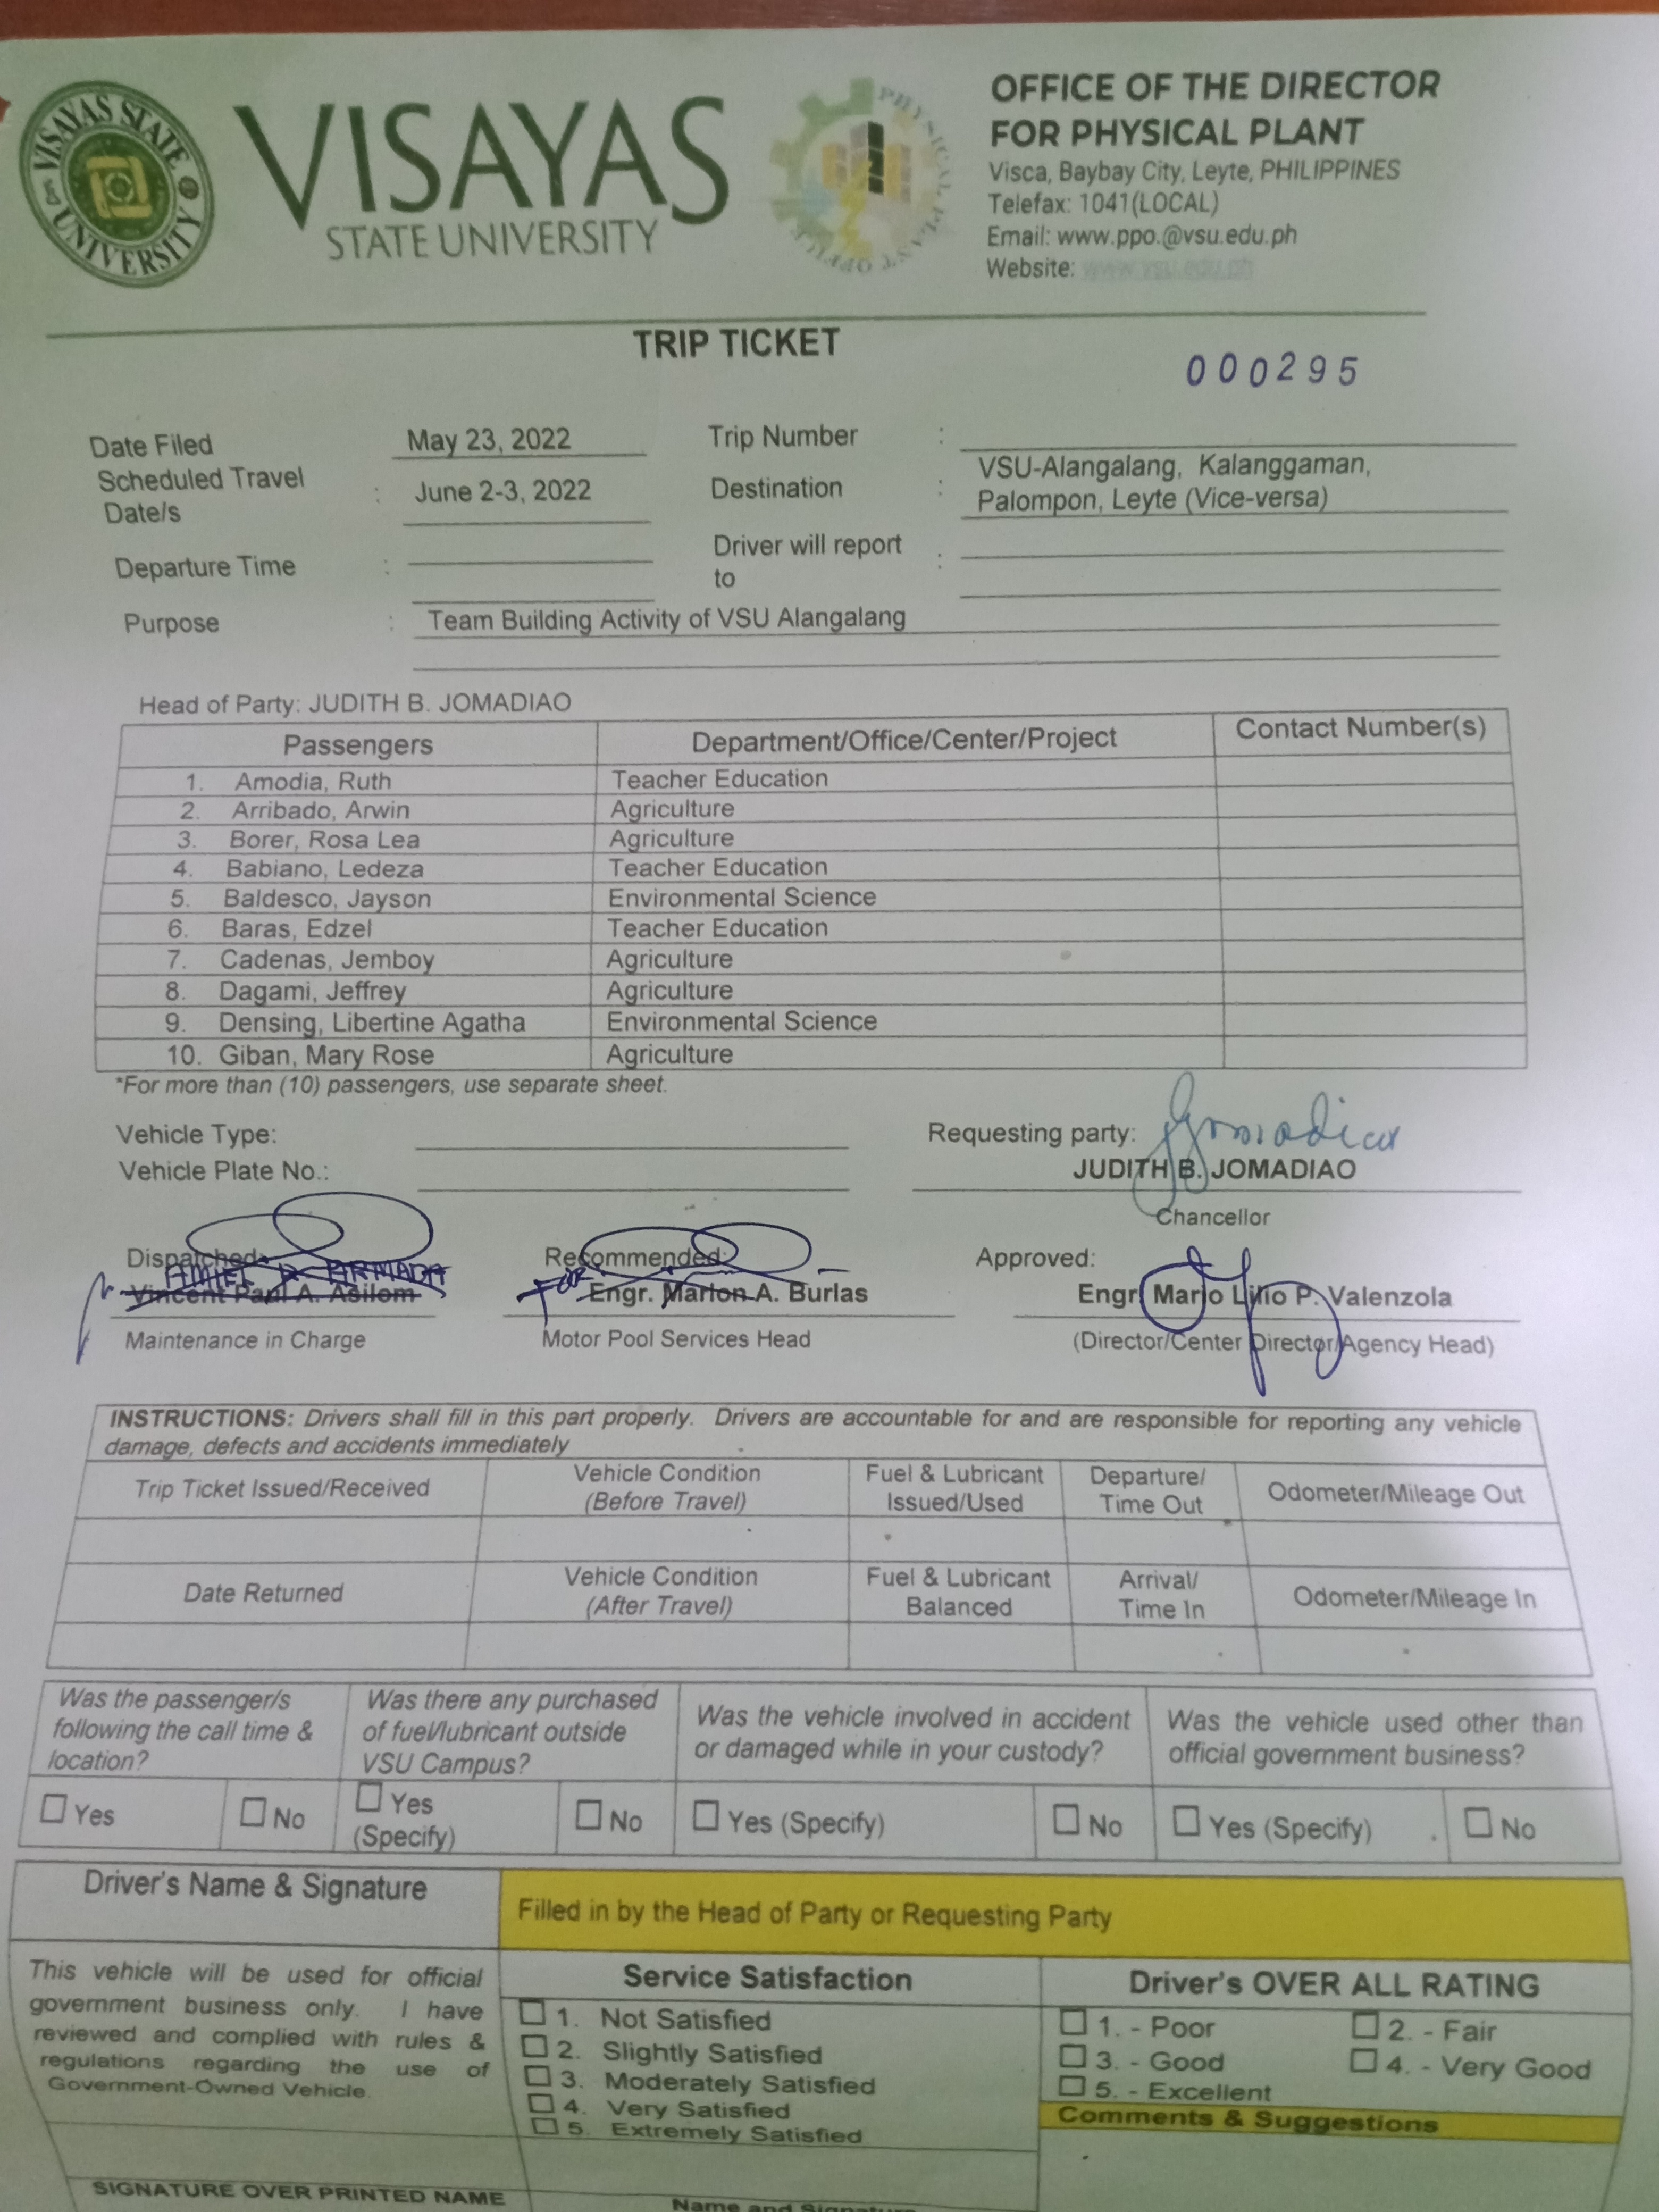 VISAYAS STATE UNIVERSITY
VISAYAS
STATE UNIVERSITY
PHYSICAL PLANT OFFICE
OFFICE OF THE DIRECTOR
FOR PHYSICAL PLANT
Visca, Baybay City, Leyte, PHILIPPINES
Telefax: 1041(LOCAL)
Email: www.ppo.@vsu.edu.ph
Website: www.vsu.edu.ph
TRIP TICKET
000295
Date Filed May 23, 2022 Trip Number :
Scheduled Travel Date/s : June 2-3, 2022 Destination : VSU-Alangalang, Kalanggaman,
Palompon, Leyte (Vice-versa)
Departure Time : Driver will report to :
Purpose : Team Building Activity of VSU Alangalang
Head of Party: JUDITH B. JOMADIAO
Passengers Department/Office/Center/Project Contact Number(s)
1. Amodia, Ruth Teacher Education
2. Arribado, Arwin Agriculture
3. Borer, Rosa Lea Agriculture
4. Babiano, Ledeza Teacher Education
5. Baldesco, Jayson Environmental Science
6. Baras, Edzel Teacher Education
7. Cadenas, Jemboy Agriculture
8. Dagami, Jeffrey Agriculture
9. Densing, Libertine Agatha Environmental Science
10. Giban, Mary Rose Agriculture
*For more than (10) passengers, use separate sheet.
Vehicle Type: Requesting party: Jomadiao
Vehicle Plate No.: JUDITH B. JOMADIAO
Chancellor
Dispatched: Recommended: Approved:
ARMADA
Vincent Paul A. Asilom FOR Engr. Marlon A. Burlas Engr. Mario Lilio P. Valenzola
Maintenance in Charge Motor Pool Services Head (Director/Center Director/Agency Head)
INSTRUCTIONS: Drivers shall fill in this part properly. Drivers are accountable for and are responsible for reporting any vehicle
damage, defects and accidents immediately
Trip Ticket Issued/Received Vehicle Condition (Before Travel) Fuel & Lubricant Issued/Used Departure/ Time Out Odometer/Mileage Out
Date Returned Vehicle Condition (After Travel) Fuel & Lubricant Balanced Arrival/ Time In Odometer/Mileage In
Was the passenger/s following the call time & location? Was there any purchased of fuel/lubricant outside VSU Campus? Was the vehicle involved in accident or damaged while in your custody? Was the vehicle used other than official government business?
Yes No Yes (Specify) No Yes (Specify) No Yes (Specify) No
Driver's Name & Signature Filled in by the Head of Party or Requesting Party
This vehicle will be used for official
government business only. I have
reviewed and complied with rules &
regulations regarding the use of
Government-Owned Vehicle.
Service Satisfaction
1. Not Satisfied
2. Slightly Satisfied
3. Moderately Satisfied
4. Very Satisfied
5. Extremely Satisfied
Driver's OVER ALL RATING
1. - Poor 2. - Fair
3. - Good 4. - Very Good
5. - Excellent
Comments & Suggestions
SIGNATURE OVER PRINTED NAME Name and Signature